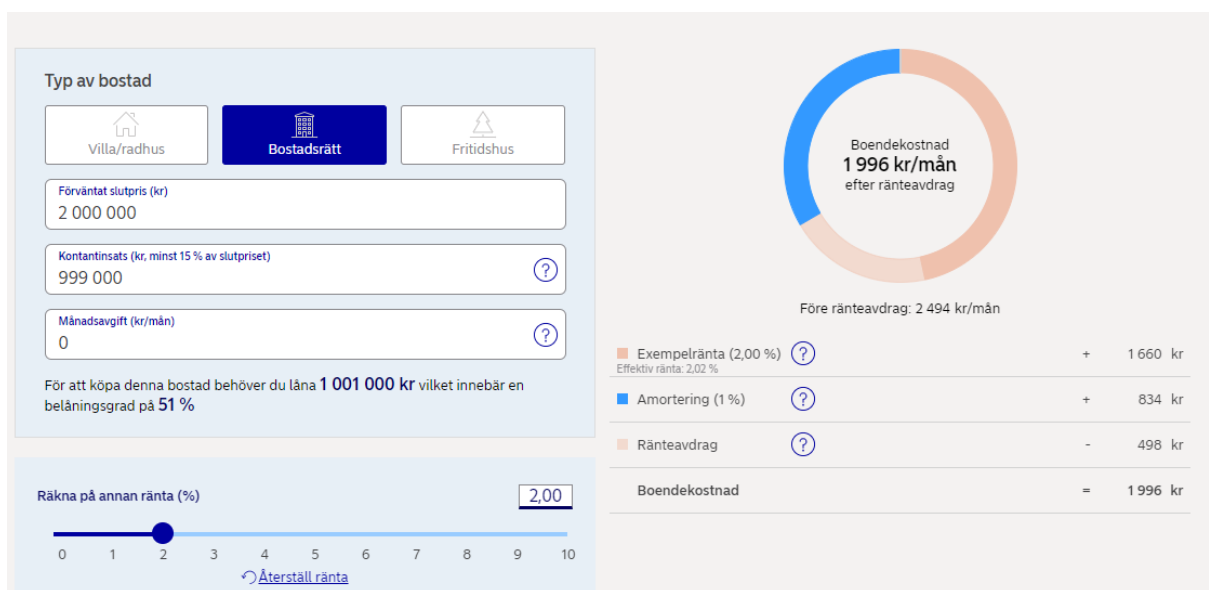 Typ av bostad
Villa/radhus
Bostadsrätt
Fritidshus
Förväntat slutpris (kr)
2 000 000
Kontantinsats (kr, minst 15 % av slutpriset)
999 000
?
Månadsavgift (kr/mån)
0
?
För att köpa denna bostad behöver du låna 1 001 000 kr vilket innebär en
belåningsgrad på 51 %
Räkna på annan ränta (%)
2,00
0 1 2 3 4 5 6 7 8 9 10
Återställ ränta
Boendekostnad
1 996 kr/mån
efter ränteavdrag
Före ränteavdrag: 2 494 kr/mån
Exempelränta (2,00 %) ? + 1 660 kr
Effektiv ränta: 2,02 %
Amortering (1 %) ? + 834 kr
Ränteavdrag ? - 498 kr
Boendekostnad = 1 996 kr